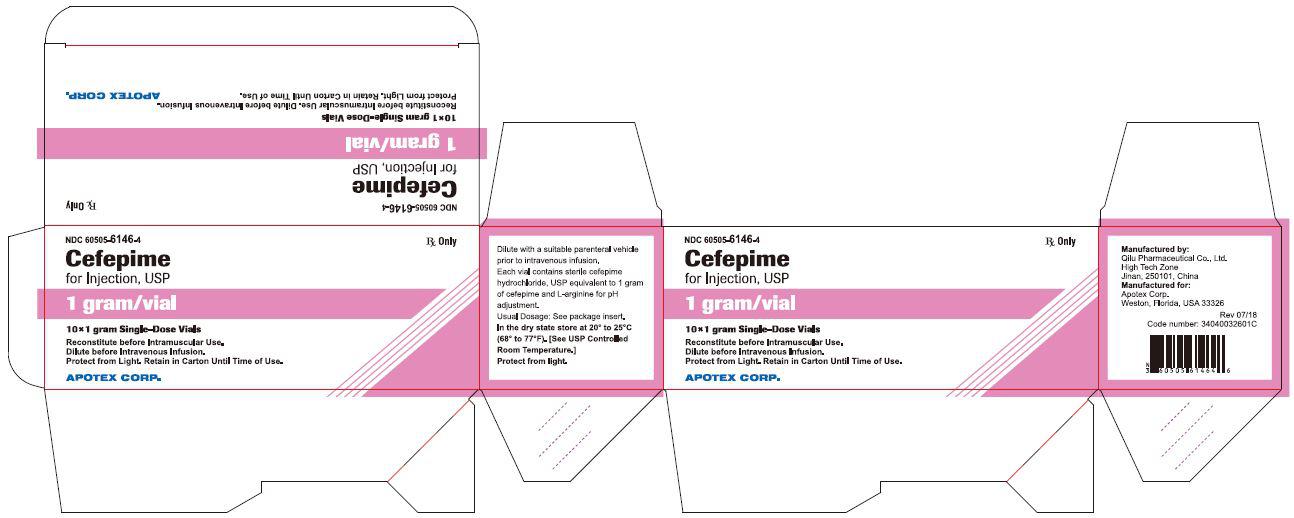 NDC 60505-6146-4
℞ Only
Cefepime
for Injection, USP
1 gram/vial
10×1 gram Single-Dose Vials
Reconstitute before Intramuscular Use. Dilute before Intravenous Infusion.
Protect from Light. Retain in Carton Until Time of Use.
APOTEX CORP.
NDC 60505-6146-4
℞ Only
Cefepime
for Injection, USP
1 gram/vial
10×1 gram Single-Dose Vials
Reconstitute before Intramuscular Use.
Dilute before Intravenous Infusion.
Protect from Light. Retain in Carton Until Time of Use.
APOTEX CORP.
Dilute with a suitable parenteral vehicle
prior to intravenous infusion.
Each vial contains sterile cefepime
hydrochloride, USP equivalent to 1 gram
of cefepime and L-arginine for pH
adjustment.
Usual Dosage: See package insert.
In the dry state store at 20° to 25°C
(68° to 77°F). [See USP Controlled
Room Temperature.]
Protect from light.
NDC 60505-6146-4
℞ Only
Cefepime
for Injection, USP
1 gram/vial
10×1 gram Single-Dose Vials
Reconstitute before Intramuscular Use.
Dilute before Intravenous Infusion.
Protect from Light. Retain in Carton Until Time of Use.
APOTEX CORP.
Manufactured by:
Qilu Pharmaceutical Co., Ltd.
High Tech Zone
Jinan, 250101, China
Manufactured for:
Apotex Corp.
Weston, Florida, USA 33326
Rev 07/18
Code number: 34040032601C
N
3 60505 61464 6